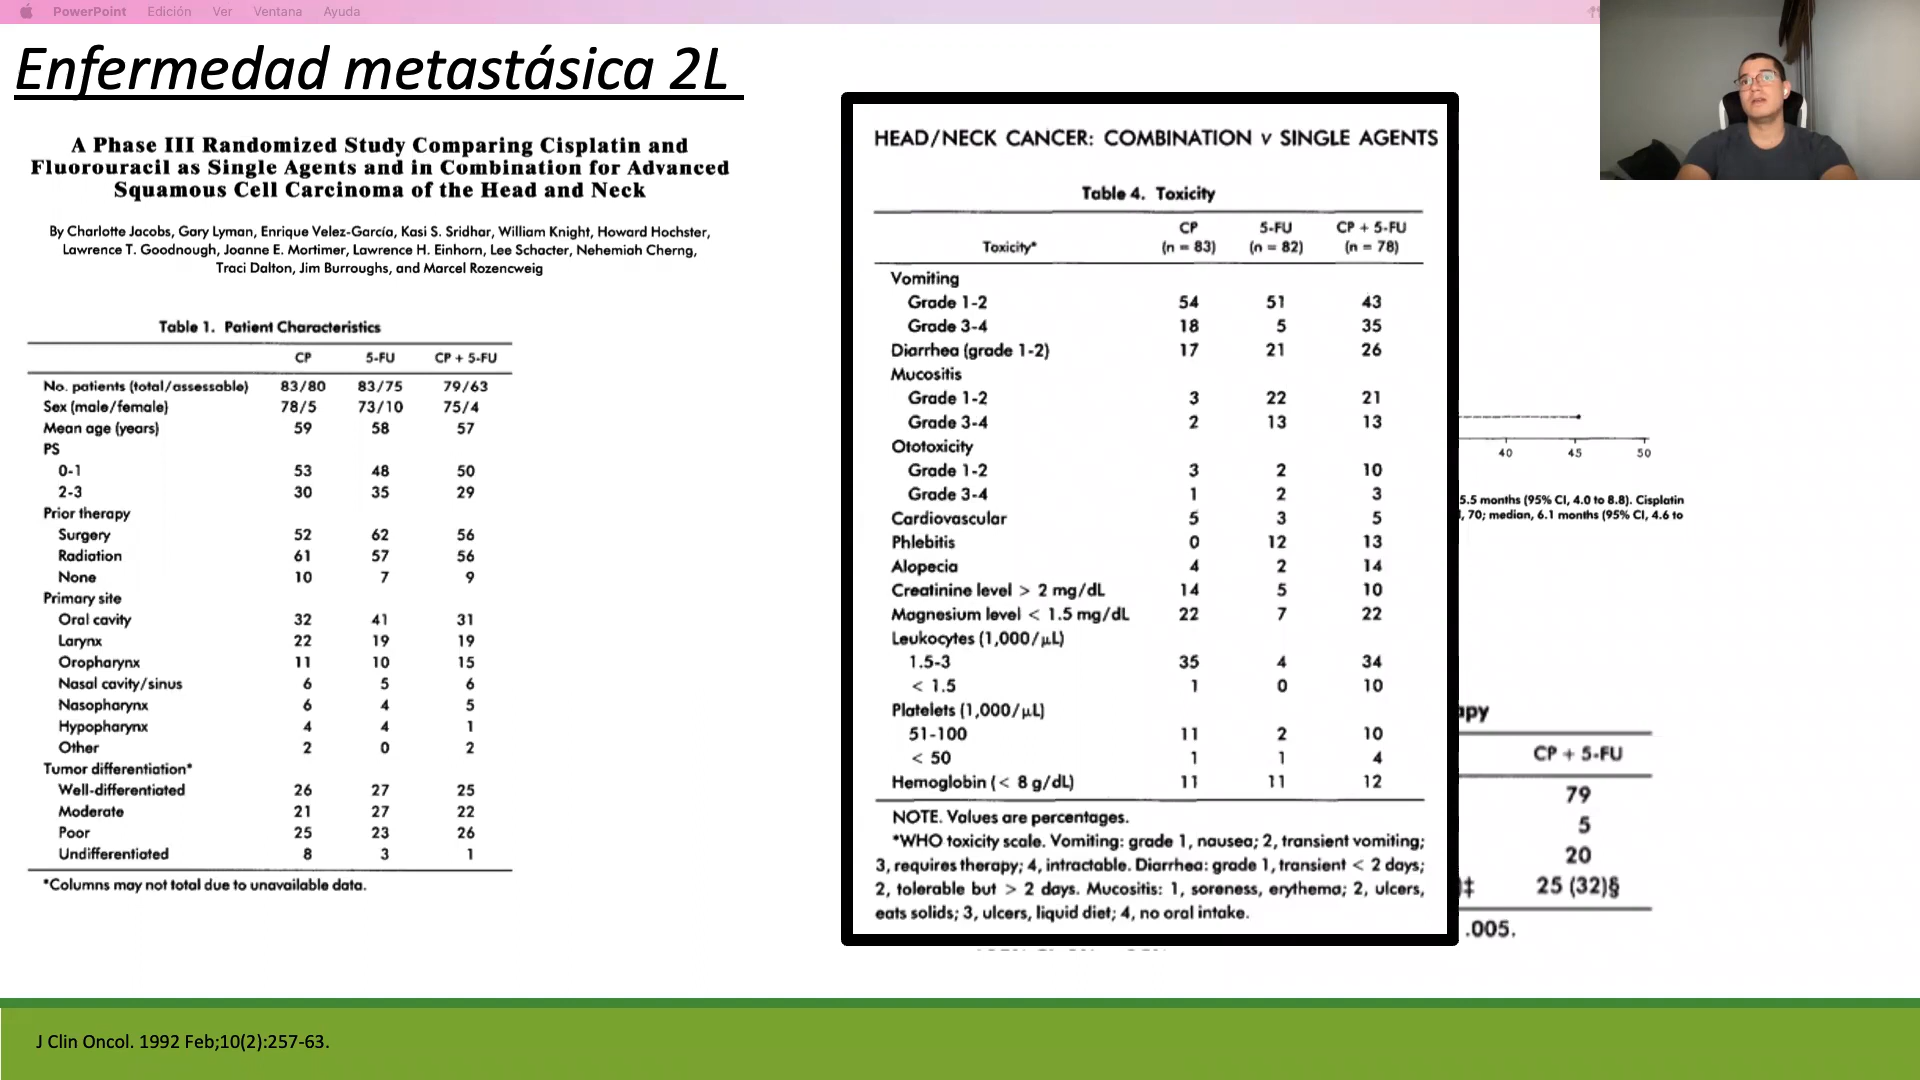 PowerPoint Edición Ver Ventana Ayuda
Enfermedad metastásica 2L
A Phase III Randomized Study Comparing Cisplatin and
Fluorouracil as Single Agents and in Combination for Advanced
Squamous Cell Carcinoma of the Head and Neck
By Charlotte Jacobs, Gary Lyman, Enrique Velez-García, Kasi S. Sridhar, William Knight, Howard Hochster,
Lawrence T. Goodnough, Joanne E. Mortimer, Lawrence H. Einhorn, Lee Schacter, Nehemiah Cherng,
Traci Dalton, Jim Burroughs, and Marcel Rozencweig
Table 1. Patient Characteristics
CP 5-FU CP + 5-FU
No. patients (total/assessable) 83/80 83/75 79/63
Sex (male/female) 78/5 73/10 75/4
Mean age (years) 59 58 57
PS
0-1 53 48 50
2-3 30 35 29
Prior therapy
Surgery 52 62 56
Radiation 61 57 56
None 10 7 9
Primary site
Oral cavity 32 41 31
Larynx 22 19 19
Oropharynx 11 10 15
Nasal cavity/sinus 6 5 6
Nasopharynx 6 4 5
Hypopharynx 4 4 1
Other 2 0 2
Tumor differentiation*
Well-differentiated 26 27 25
Moderate 21 27 22
Poor 25 23 26
Undifferentiated 8 3 1
*Columns may not total due to unavailable data.
HEAD/NECK CANCER: COMBINATION v SINGLE AGENTS
Table 4. Toxicity
CP 5-FU CP + 5-FU
Toxicity* (n = 83) (n = 82) (n = 78)
Vomiting
Grade 1-2 54 51 43
Grade 3-4 18 5 35
Diarrhea (grade 1-2) 17 21 26
Mucositis
Grade 1-2 3 22 21
Grade 3-4 2 13 13
Ototoxicity
Grade 1-2 3 2 10
Grade 3-4 1 2 3
Cardiovascular 5 3 5
Phlebitis 0 12 13
Alopecia 4 2 14
Creatinine level > 2 mg/dL 14 5 10
Magnesium level < 1.5 mg/dL 22 7 22
Leukocytes (1,000/μL)
1.5-3 35 4 34
< 1.5 1 0 10
Platelets (1,000/μL)
51-100 11 2 10
< 50 1 1 4
Hemoglobin (< 8 g/dL) 11 11 12
NOTE. Values are percentages.
*WHO toxicity scale. Vomiting: grade 1, nausea; 2, transient vomiting;
3, requires therapy; 4, intractable. Diarrhea: grade 1, transient < 2 days;
2, tolerable but > 2 days. Mucositis: 1, soreness, erythema; 2, ulcers,
eats solids; 3, ulcers, liquid diet; 4, no oral intake.
40 45 50
5.5 months (95% CI, 4.0 to 8.8). Cisplatin
, 70; median, 6.1 months (95% CI, 4.6 to
apy
CP + 5-FU
79
5
20
)‡ 25 (32)§
.005.
J Clin Oncol. 1992 Feb;10(2):257-63.